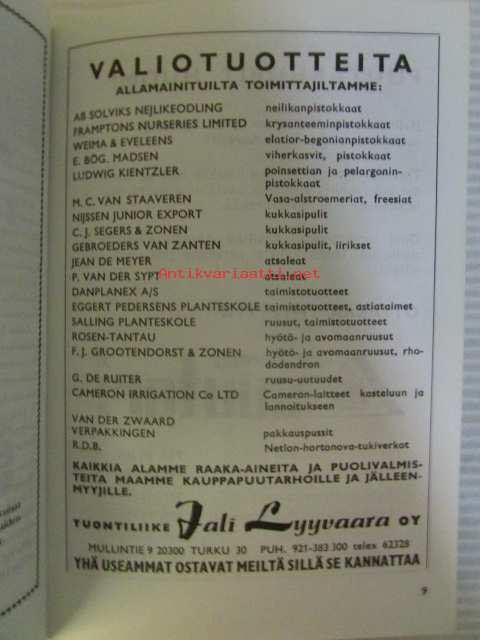 VALIOTUOTTEITA
ALLAMAINITUILTA TOIMITTAJILTAMME:
AB SOLVIKS NEJLIKEODLING neilikanpistokkaat
FRAMPTONS NURSERIES LIMITED krysanteeminpistokkaat
WEIMA & EVELEENS elatior-begonianpistokkaat
E. BÖG. MADSEN viherkasvit, pistokkaat
LUDWIG KIENTZLER poinsettian ja pelargonin-
pistokkaat
M. C. VAN STAAVEREN Vasa-alstroemeriat, freesiat
NIJSSEN JUNIOR EXPORT kukkasipulit
C. J. SEGERS & ZONEN kukkasipulit
GEBROEDERS VAN ZANTEN kukkasipulit, iirikset
JEAN DE MEYER atsaleat
P. VAN DER SYPT atsaleat
Antikvariaatti.net
DANPLANEX A/S taimistotuotteet
EGGERT PEDERSENS PLANTESKOLE taimistotuotteet, astiataimet
SALLING PLANTESKOLE ruusut, taimistotuotteet
ROSEN-TANTAU hyötö- ja avomaanruusut
F. J. GROOTENDORST & ZONEN hyötö- ja avomaanruusut, rho-
dodendron
G. DE RUITER ruusu-uutuudet
CAMERON IRRIGATION Co LTD Cameron-laitteet kasteluun ja
lannoitukseen
VAN DER ZWAARD
VERPAKKINGEN pakkauspussit
R.D.B. Netlon-hortonova-tukiverkot
KAIKKIA ALAMME RAAKA-AINEITA JA PUOLIVALMIS-
TEITA MAAMME KAUPPAPUUTARHOILLE JA JÄLLEEN-
MYYJILLE.
TUONTILIIKE Jali Lyyvaara OY
MULLINTIE 9 20300 TURKU 30 PUH. 921-383 300 telex 62328
YHÄ USEAMMAT OSTAVAT MEILTÄ SILLÄ SE KANNATTAA
9